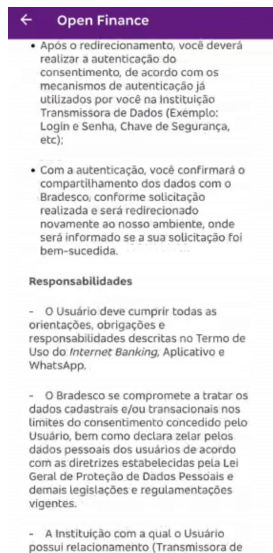 Open Finance
• Após o redirecionamento, você deverá
realizar a autenticação do
consentimento, de acordo com os
mecanismos de autenticação já
utilizados por você na Instituição
Transmissora de Dados (Exemplo:
Login e Senha, Chave de Segurança,
etc);
• Com a autenticação, você confirmará o
compartilhamento dos dados com o
Bradesco, conforme solicitação
realizada e será redirecionado
novamente ao nosso ambiente, onde
será informado se a sua solicitação foi
bem-sucedida.
Responsabilidades
- O Usuário deve cumprir todas as
orientações, obrigações e
responsabilidades descritas no Termo de
Uso do Internet Banking, Aplicativo e
WhatsApp.
- O Bradesco se compromete a tratar os
dados cadastrais e/ou transacionais nos
limites do consentimento concedido pelo
Usuário, bem como declara zelar pelos
dados pessoais dos usuários de acordo
com as diretrizes estabelecidas pela Lei
Geral de Proteção de Dados Pessoais e
demais legislações e regulamentações
vigentes.
- A Instituição com a qual o Usuário
possui relacionamento (Transmissora de